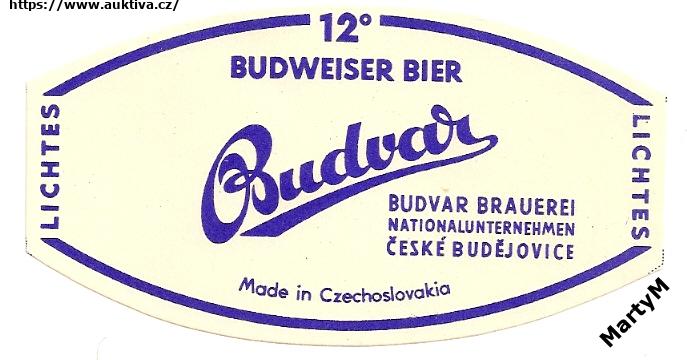 https://www.auktiva.cz/
12°
BUDWEISER BIER
LICHTES
Budvar
LICHTES
BUDVAR BRAUEREI
NATIONALUNTERNEHMEN
ČESKÉ BUDĚJOVICE
Made in Czechoslovakia
MartyM